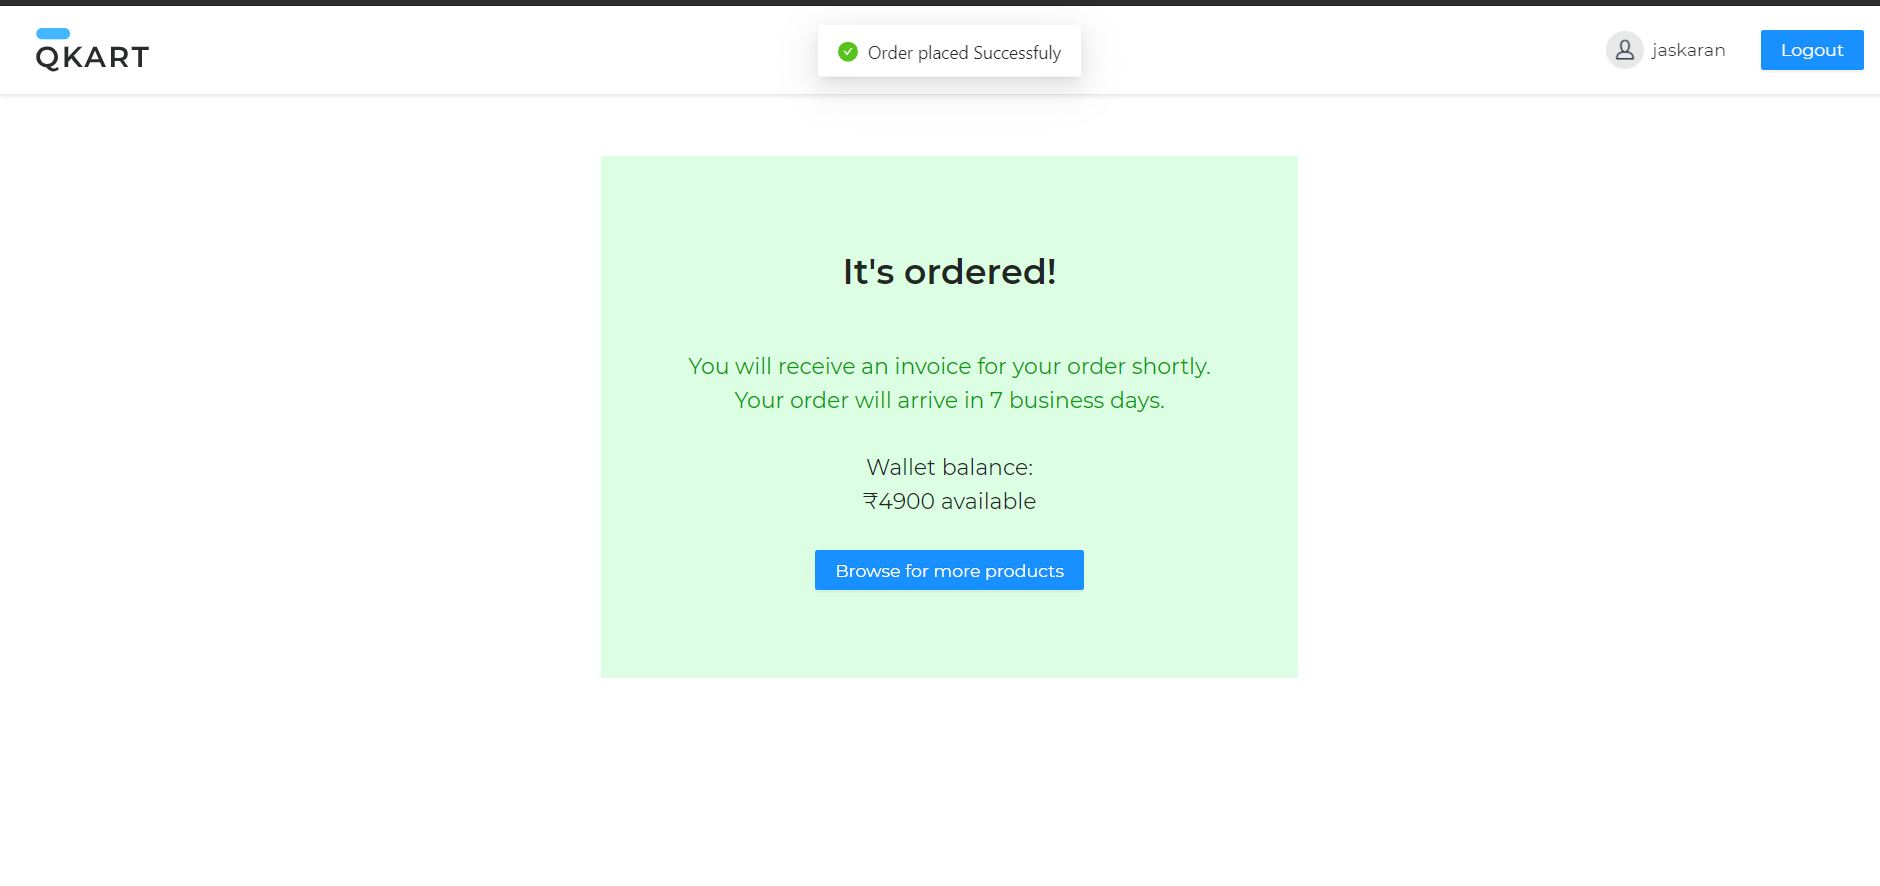 QKART
Order placed Successfuly
jaskaran
Logout
It's ordered!
You will receive an invoice for your order shortly.
Your order will arrive in 7 business days.
Wallet balance:
₹4900 available
Browse for more products